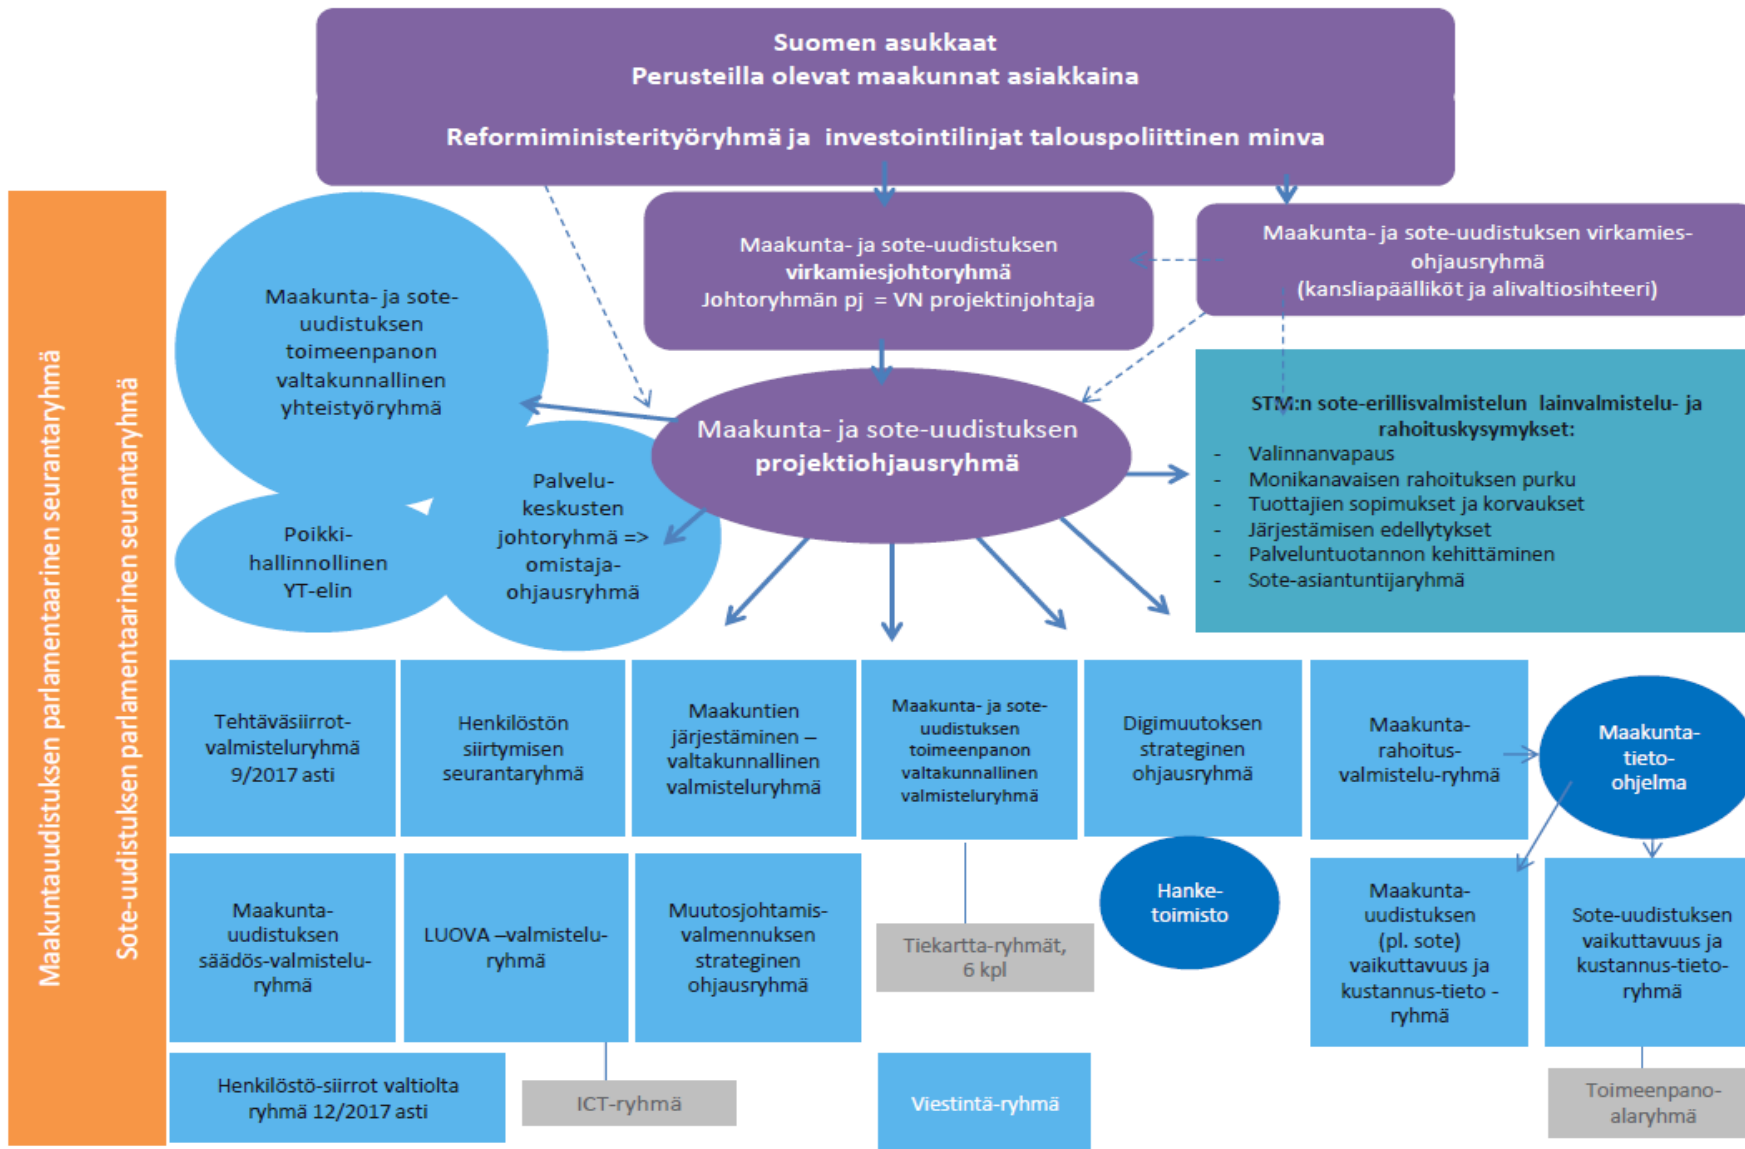 Suomen asukkaat
Perusteilla olevat maakunnat asiakkaina
Reformiministerityöryhmä ja investointilinjat talouspoliittinen minva
Maakuntauudistuksen parlamentaarinen seurantaryhmä
Sote-uudistuksen parlamentaarinen seurantaryhmä
Maakunta- ja sote-uudistuksen
virkamiesjohtoryhmä
Johtoryhmän pj = VN projektinjohtaja
Maakunta- ja sote-uudistuksen virkamies-
ohjausryhmä
(kansliapäälliköt ja alivaltiosihteeri)
Maakunta- ja sote-
uudistuksen
toimeenpanon
valtakunnallinen
yhteistyöryhmä
Maakunta- ja sote-uudistuksen
projektiohjausryhmä
STM:n sote-erillisvalmistelun lainvalmistelu- ja
rahoituskysymykset:
- Valinnanvapaus
- Monikanavaisen rahoituksen purku
- Tuottajien sopimukset ja korvaukset
- Järjestämisen edellytykset
- Palveluntuotannon kehittäminen
- Sote-asiantuntijaryhmä
Poikki-
hallinnollinen
YT-elin
Palvelu-
keskusten
johtoryhmä =>
omistaja-
ohjausryhmä
Tehtäväsiirrot-
valmisteluryhmä
9/2017 asti
Henkilöstön
siirtymisen
seurantaryhmä
Maakuntien
järjestäminen –
valtakunnallinen
valmisteluryhmä
Maakunta- ja sote-
uudistuksen
toimeenpanon
valtakunnallinen
valmisteluryhmä
Digimuutoksen
strateginen
ohjausryhmä
Maakunta-
rahoitus-
valmistelu-ryhmä
Maakunta-
tieto-
ohjelma
Maakunta-
uudistuksen
säädös-valmistelu-
ryhmä
LUOVA –valmistelu-
ryhmä
Muutosjohtamis-
valmennuksen
strateginen
ohjausryhmä
Tiekartta-ryhmät,
6 kpl
Hanke-
toimisto
Maakunta-
uudistuksen
(pl. sote)
vaikuttavuus ja
kustannus-tieto -
ryhmä
Sote-uudistuksen
vaikuttavuus ja
kustannus-tieto-
ryhmä
Henkilöstö-siirrot valtiolta
ryhmä 12/2017 asti
ICT-ryhmä
Viestintä-ryhmä
Toimeenpano-
alaryhmä